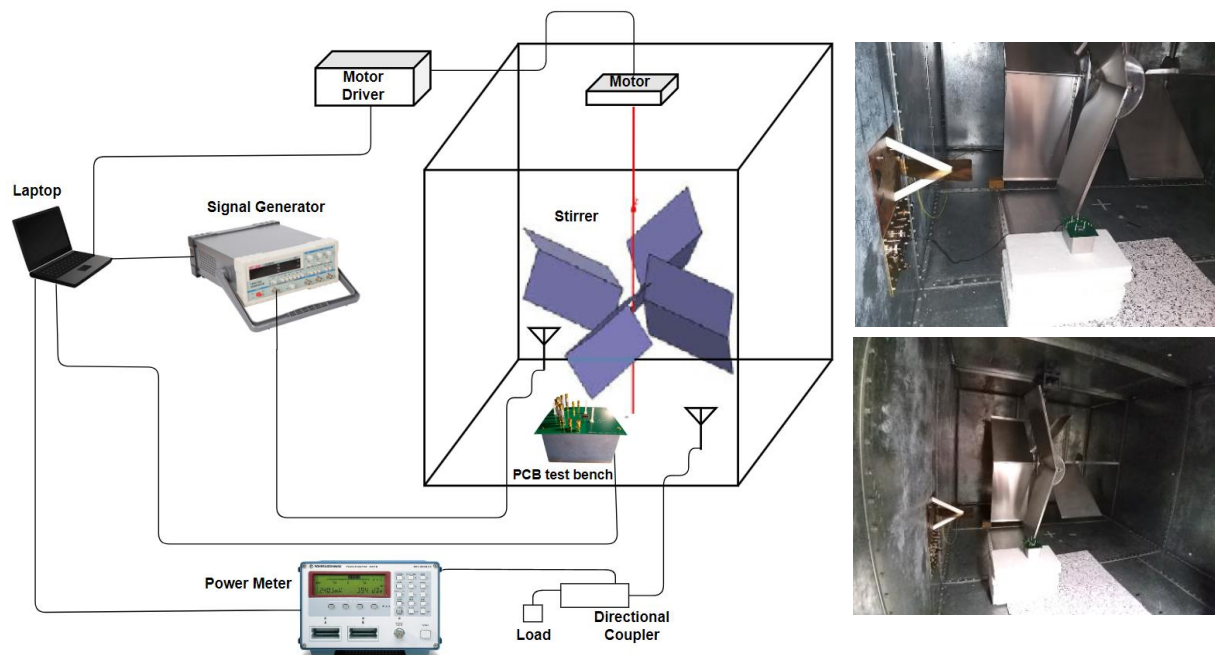 Motor
Driver
Motor
Laptop
Signal Generator
Stirrer
PCB test bench
Power Meter
Load
Directional
Coupler